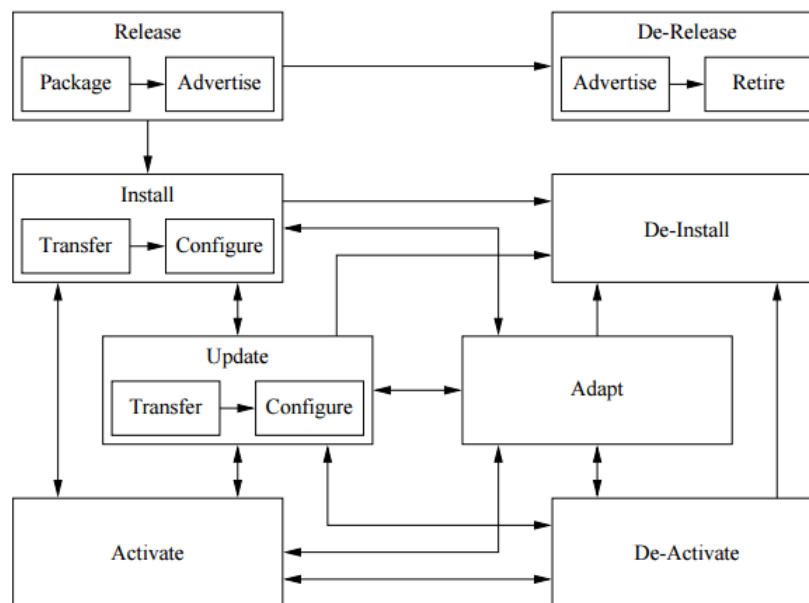 Release
Package
Advertise
De-Release
Advertise
Retire
Install
Transfer
Configure
De-Install
Update
Transfer
Configure
Adapt
Activate
De-Activate